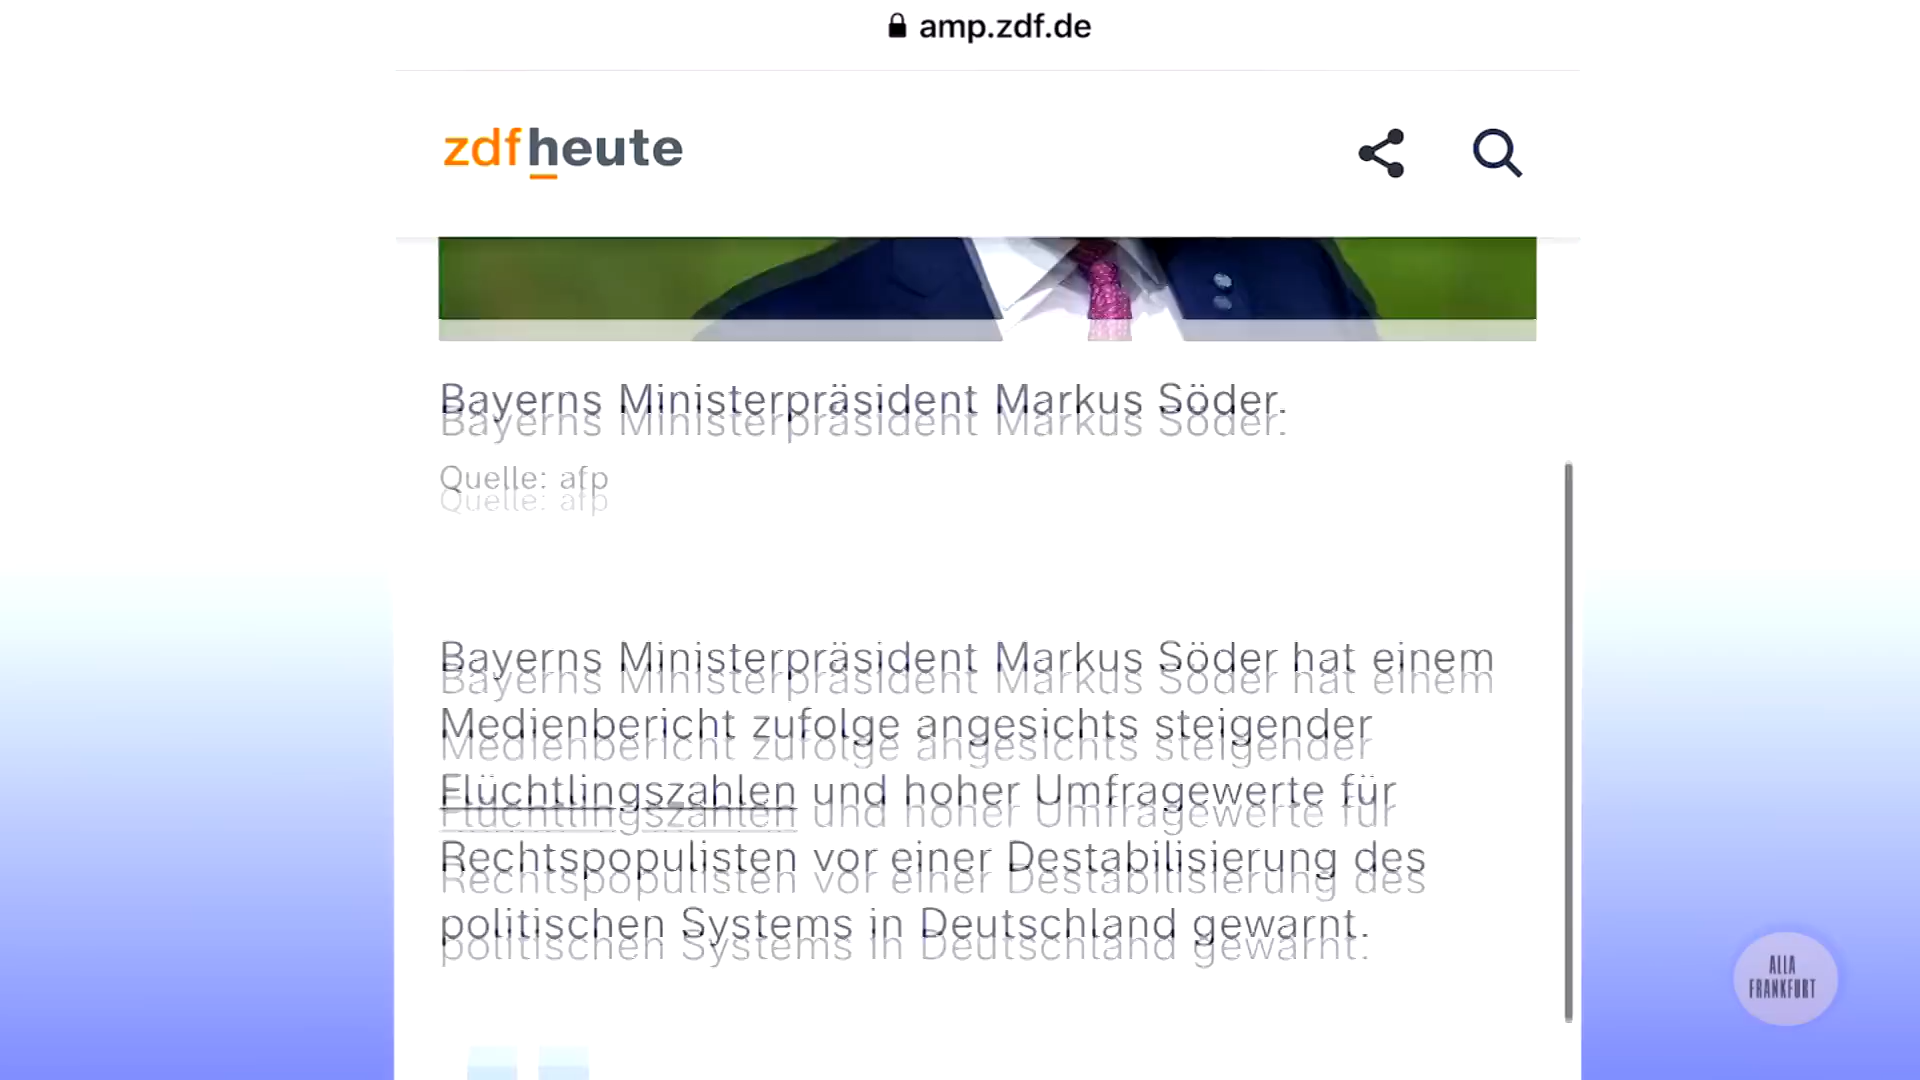 amp.zdf.de
zdfheute
Bayerns Ministerpräsident Markus Söder.
Quelle: afp
Bayerns Ministerpräsident Markus Söder hat einem
Medienbericht zufolge angesichts steigender
Flüchtlingszahlen und hoher Umfragewerte für
Rechtspopulisten vor einer Destabilisierung des
politischen Systems in Deutschland gewarnt.
ALLA
FRANKFURT